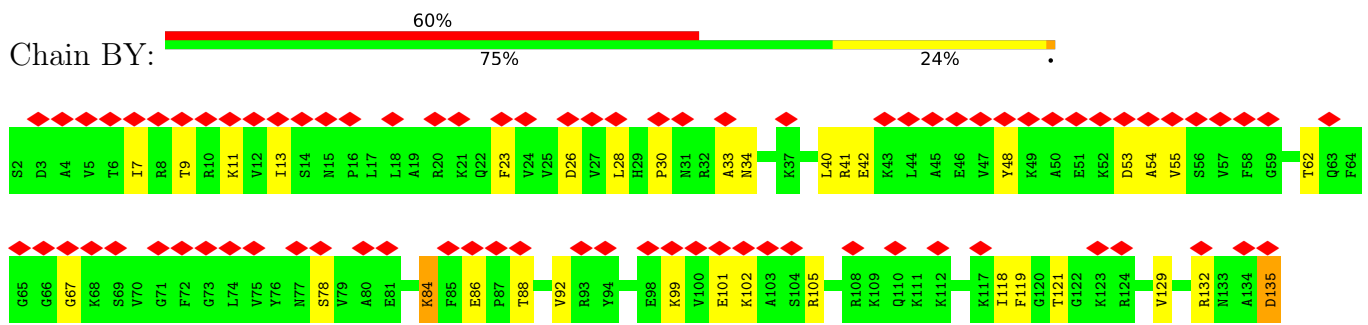 60%
Chain BY:
75% 24% •
S2 D3 A4 V5 T6 I7 R8 T9 R10 K11 V12 I13 S14 N15 P16 L17 L18 A19 R20 K21 Q22 F23 V24 V25 D26 V27 L28 H29 P30 N31 R32 A33 N34 K37 L40 R41 E42 K43 L44 A45 E46 V47 Y48 K49 A50 E51 K52 D53 A54 V55 S56 V57 F58 G59 T62 Q63 F64
G65 G66 G67 K68 S69 V70 G71 F72 G73 L74 V75 Y76 N77 S78 V79 A80 E81 K84 F85 E86 P87 T88 V92 R93 Y94 E98 K99 V100 E101 K102 A103 S104 R105 R108 K109 Q110 K111 K112 K117 I118 F119 G120 T121 G122 K123 R124 V129 R132 N133 A134 D135